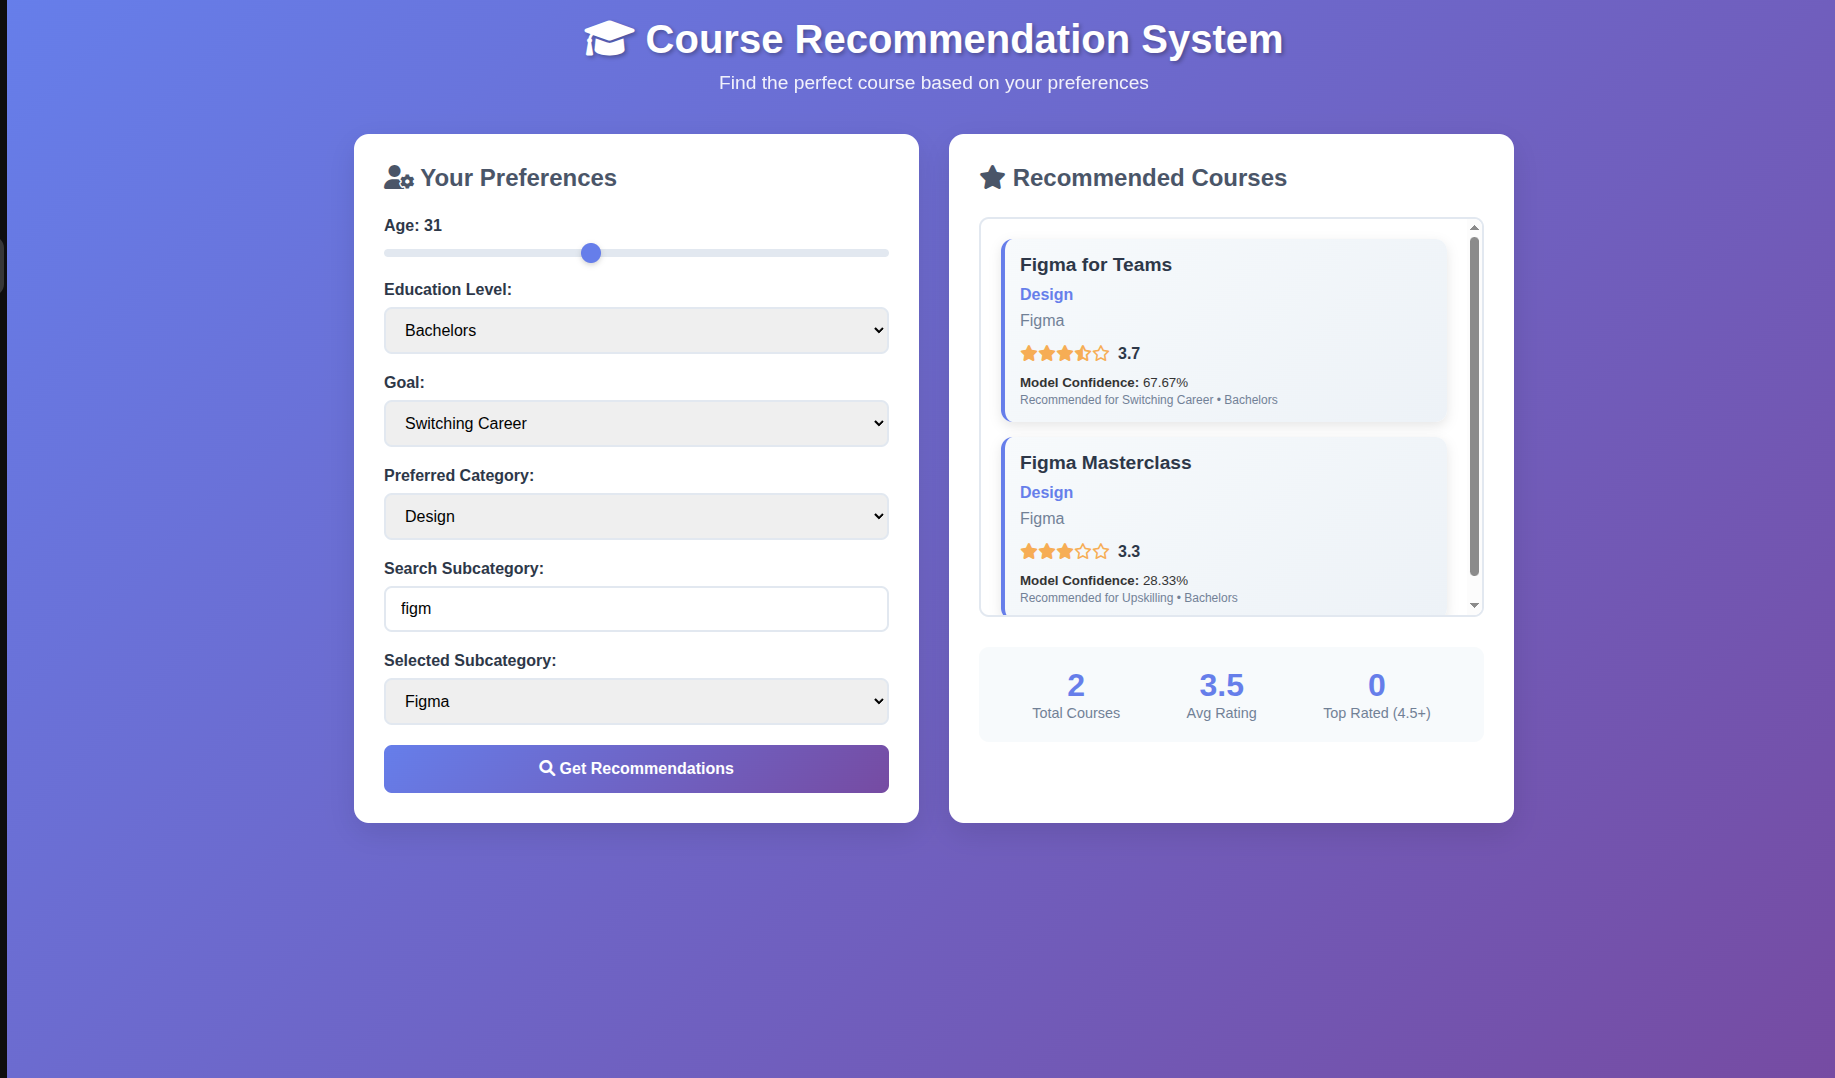 Course Recommendation System
Find the perfect course based on your preferences
Your Preferences
Age: 31
Education Level:
Bachelors
Goal:
Switching Career
Preferred Category:
Design
Search Subcategory:
figm
Selected Subcategory:
Figma
Get Recommendations
Recommended Courses
Figma for Teams
Design
Figma
3.7
Model Confidence: 67.67%
Recommended for Switching Career • Bachelors
Figma Masterclass
Design
Figma
3.3
Model Confidence: 28.33%
Recommended for Upskilling • Bachelors
2 3.5 0
Total Courses Avg Rating Top Rated (4.5+)